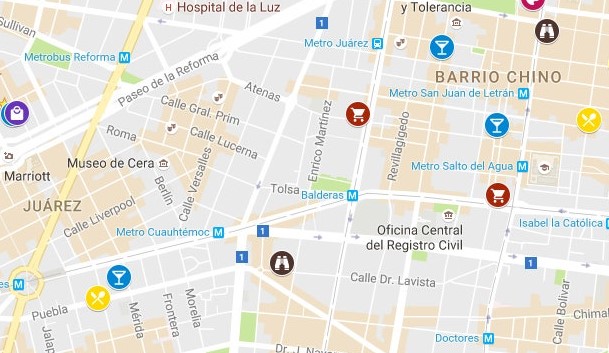 Hospital de la Luz
y Tolerancia
Sullivan
1
Metro Juárez
Metrobus Reforma M
Paseo de la Reforma
BARRIO CHINO
Atenas
Metro San Juan de Letrán M
Calle Gral. Prim
Enrico Martínez
Revillagigedo
Roma
Calle Lucerna
Museo de Cera
Metro Salto del Agua M
Marriott
Berlín
Calle Versalles
Tolsa
Balderas M
JUÁREZ
Calle Liverpool
Isabel la Católica
Metro Cuauhtémoc M
1
Oficina Central
del Registro Civil
1
1
Calle Dr. Lavista
es M
Calle Bolivar
Puebla
Mérida
Frontera
Morelia
Chimal
Jalap
Doctores M
Dr. J. Nava